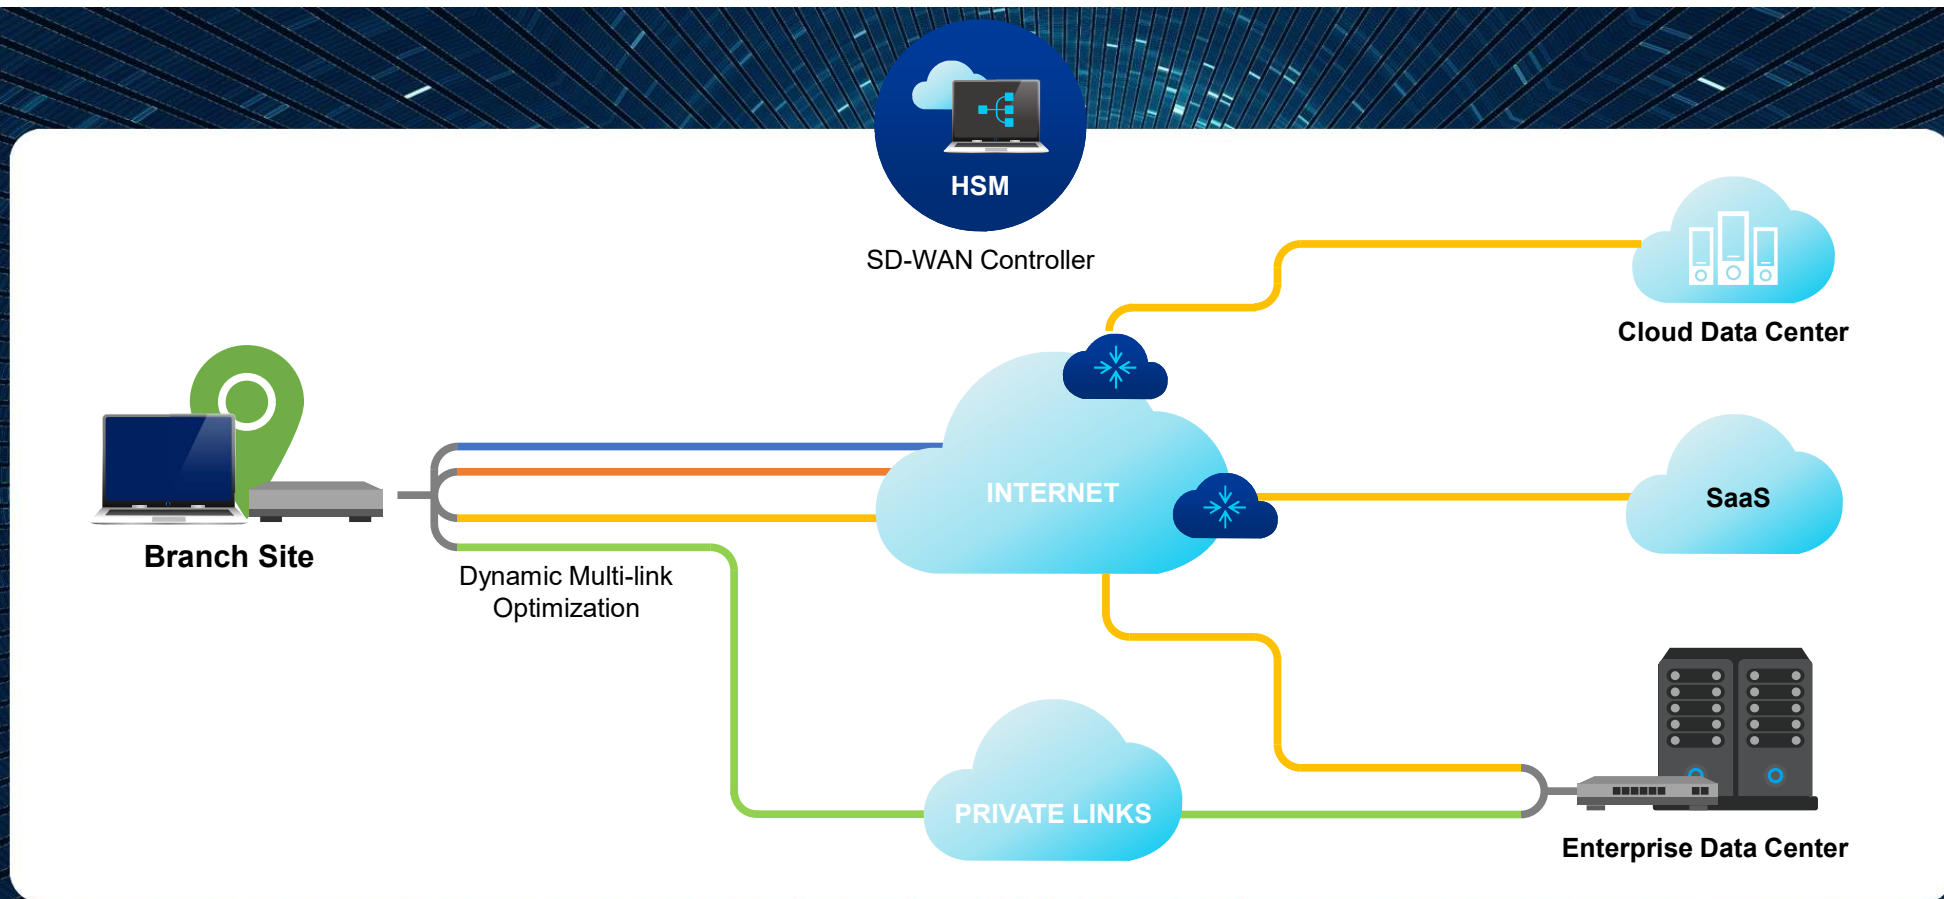 HSM
SD-WAN Controller
Cloud Data Center
INTERNET
SaaS
Branch Site
Dynamic Multi-link
Optimization
PRIVATE LINKS
Enterprise Data Center